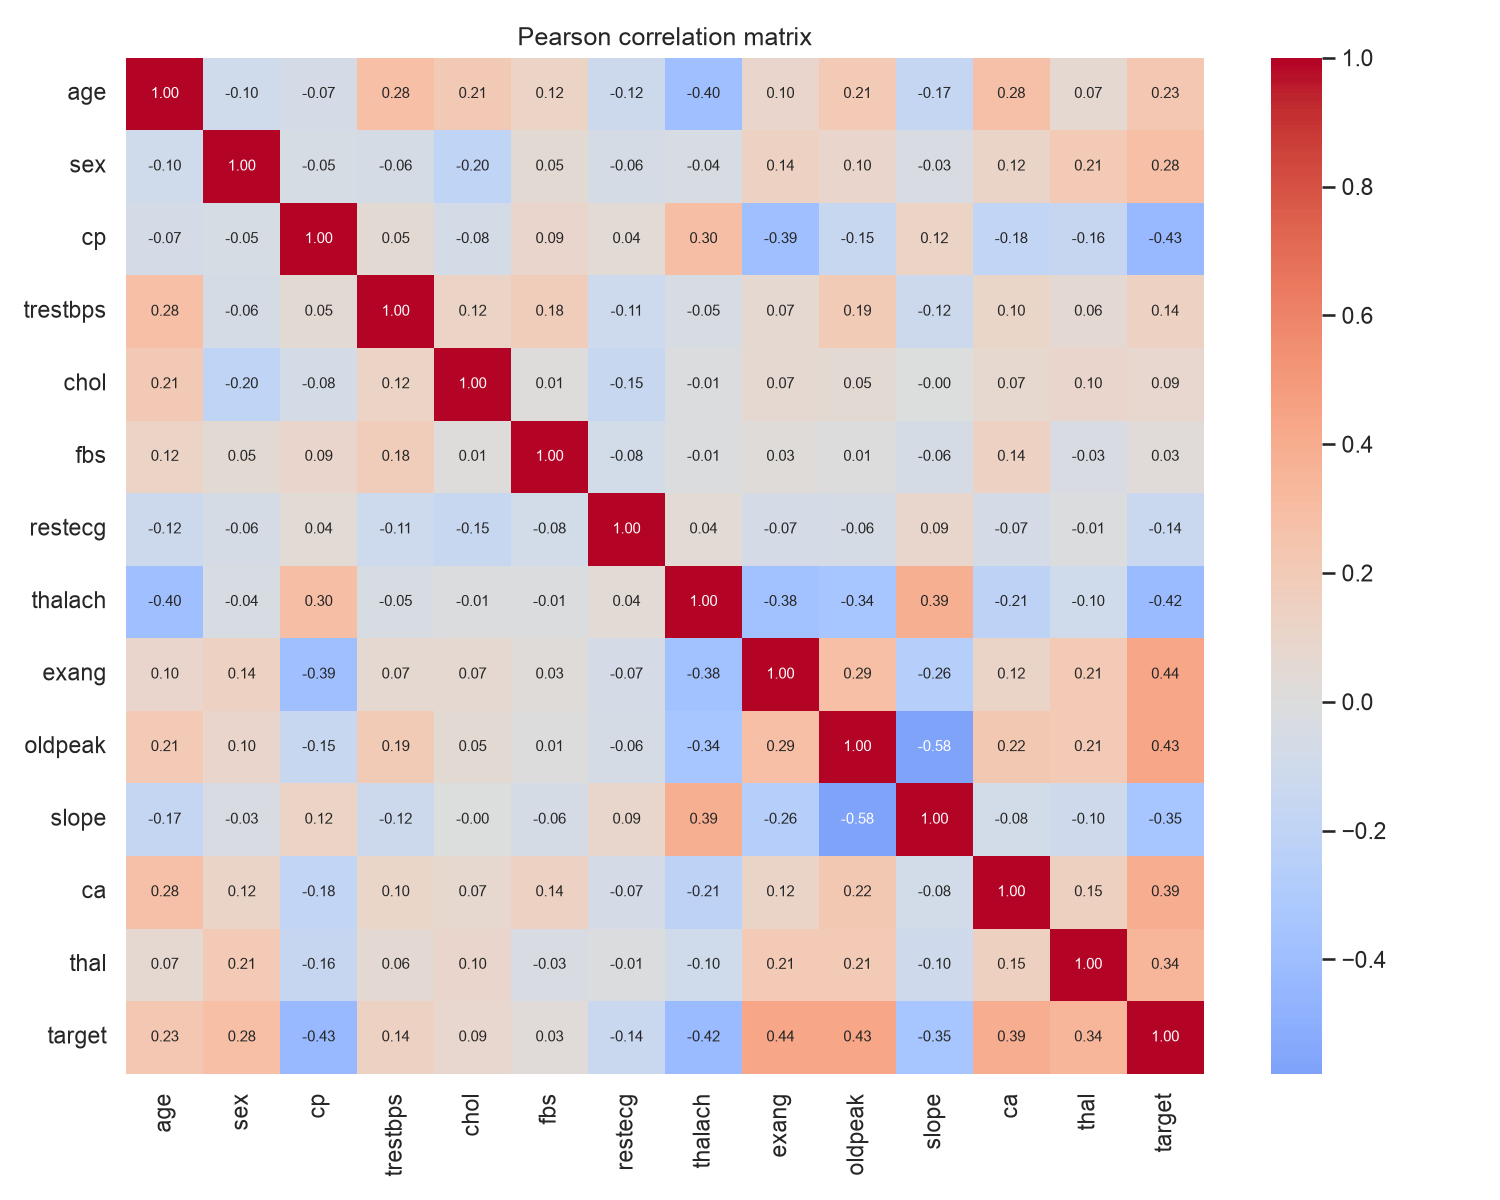 Pearson correlation matrix
age 1.00 -0.10 -0.07 0.28 0.21 0.12 -0.12 -0.40 0.10 0.21 -0.17 0.28 0.07 0.23
sex -0.10 1.00 -0.05 -0.06 -0.20 0.05 -0.06 -0.04 0.14 0.10 -0.03 0.12 0.21 0.28
cp -0.07 -0.05 1.00 0.05 -0.08 0.09 0.04 0.30 -0.39 -0.15 0.12 -0.18 -0.16 -0.43
trestbps 0.28 -0.06 0.05 1.00 0.12 0.18 -0.11 -0.05 0.07 0.19 -0.12 0.10 0.06 0.14
chol 0.21 -0.20 -0.08 0.12 1.00 0.01 -0.15 -0.01 0.07 0.05 -0.00 0.07 0.10 0.09
fbs 0.12 0.05 0.09 0.18 0.01 1.00 -0.08 -0.01 0.03 0.01 -0.06 0.14 -0.03 0.03
restecg -0.12 -0.06 0.04 -0.11 -0.15 -0.08 1.00 0.04 -0.07 -0.06 0.09 -0.07 -0.01 -0.14
thalach -0.40 -0.04 0.30 -0.05 -0.01 -0.01 0.04 1.00 -0.38 -0.34 0.39 -0.21 -0.10 -0.42
exang 0.10 0.14 -0.39 0.07 0.07 0.03 -0.07 -0.38 1.00 0.29 -0.26 0.12 0.21 0.44
oldpeak 0.21 0.10 -0.15 0.19 0.05 0.01 -0.06 -0.34 0.29 1.00 -0.58 0.22 0.21 0.43
slope -0.17 -0.03 0.12 -0.12 -0.00 -0.06 0.09 0.39 -0.26 -0.58 1.00 -0.08 -0.10 -0.35
ca 0.28 0.12 -0.18 0.10 0.07 0.14 -0.07 -0.21 0.12 0.22 -0.08 1.00 0.15 0.39
thal 0.07 0.21 -0.16 0.06 0.10 -0.03 -0.01 -0.10 0.21 0.21 -0.10 0.15 1.00 0.34
target 0.23 0.28 -0.43 0.14 0.09 0.03 -0.14 -0.42 0.44 0.43 -0.35 0.39 0.34 1.00
age sex cp trestbps chol fbs restecg thalach exang oldpeak slope ca thal target
1.0
0.8
0.6
0.4
0.2
0.0
−0.2
−0.4